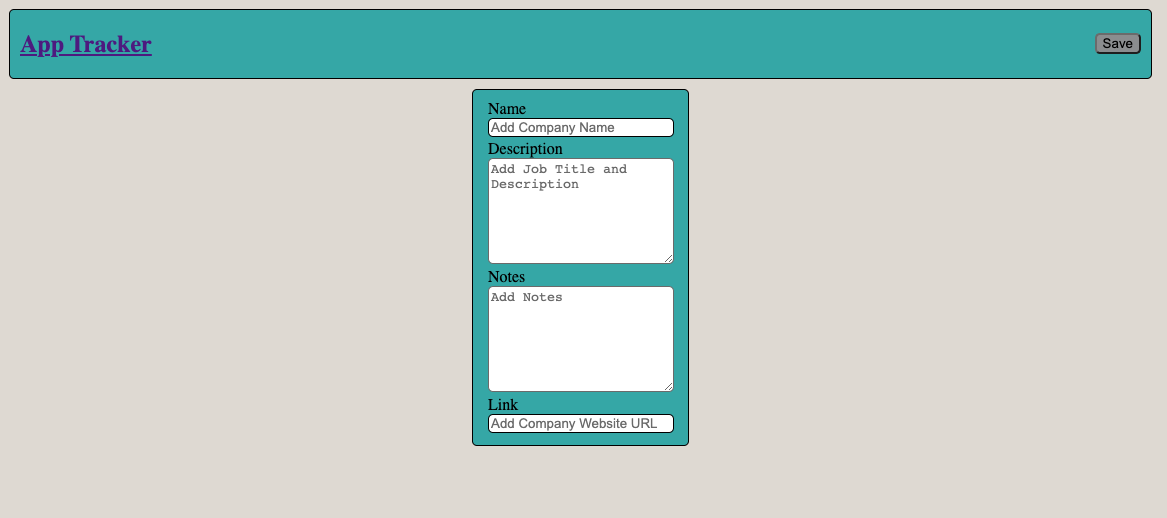 App Tracker
Save
Name
Add Company Name
Description
Add Job Title and
Description
Notes
Add Notes
Link
Add Company Website URL